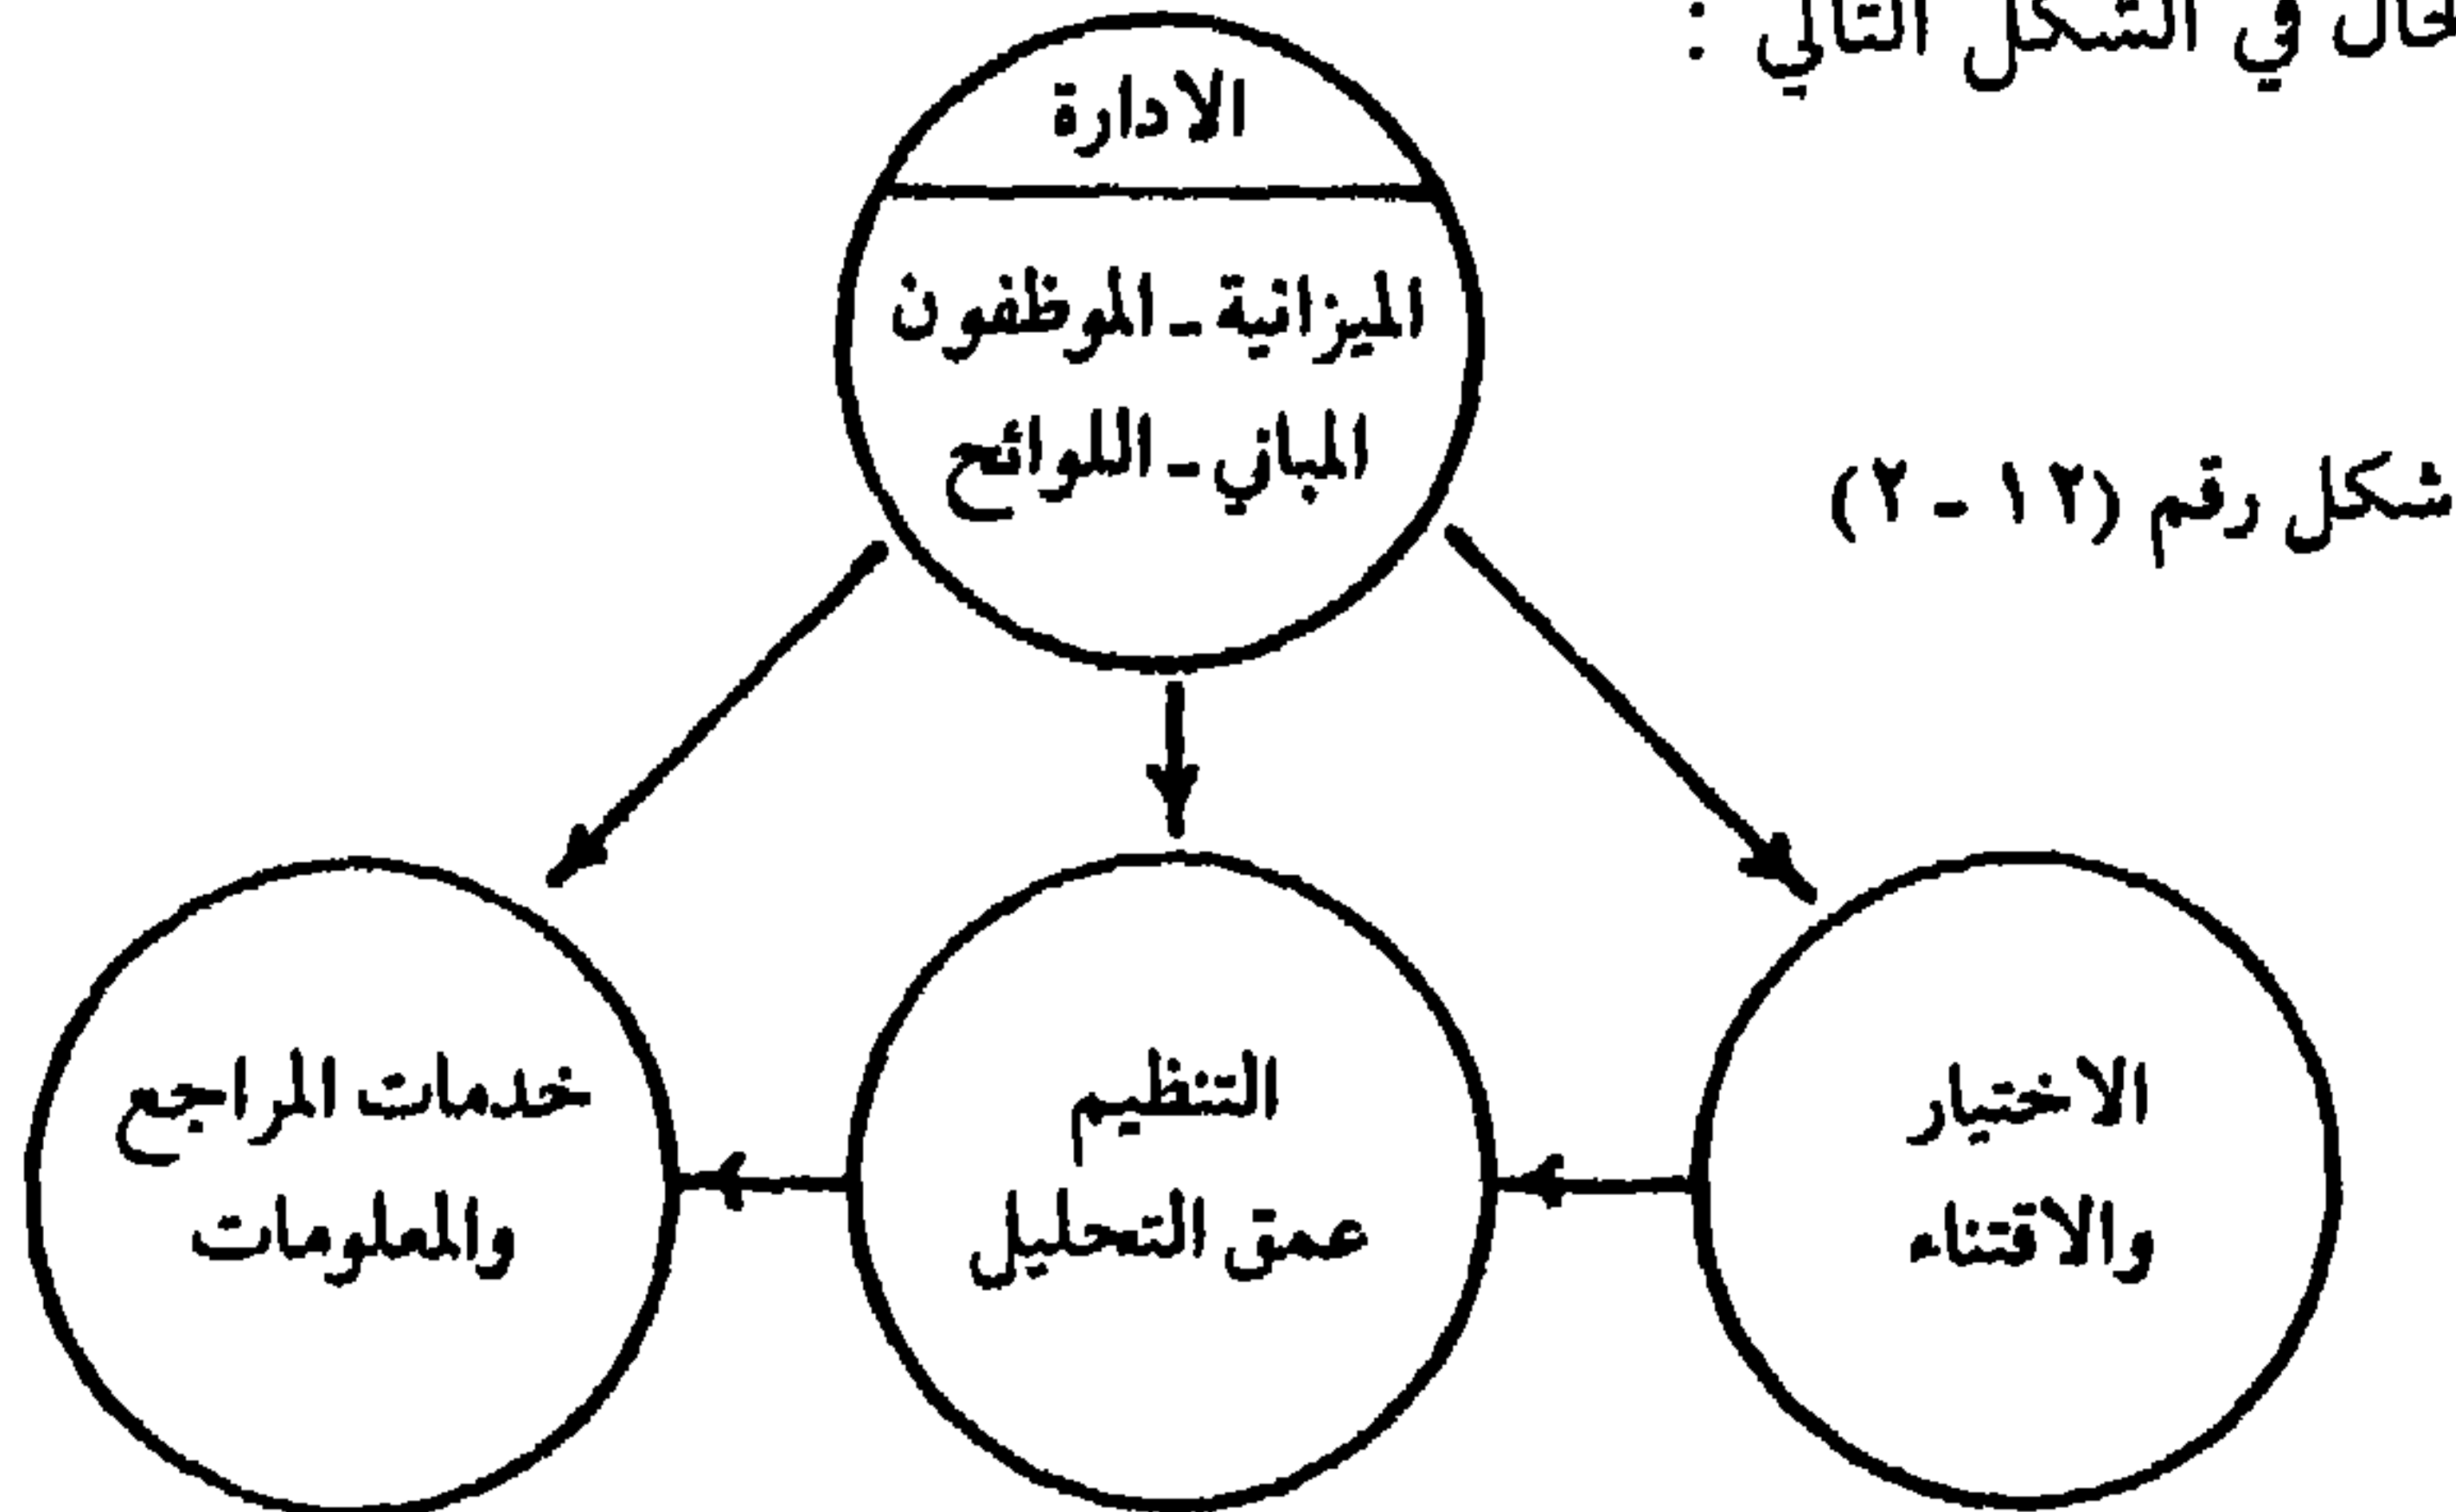 في الشكل التالي :
الادارة
الميزانية ـ الموظفون
المباني ـ اللوائح
شكل رقم (١٢ ـ ٢)
الاختيار
والاقتناء
التنظيم
عمق التحليل
خدمات المراجع
والمعلومات